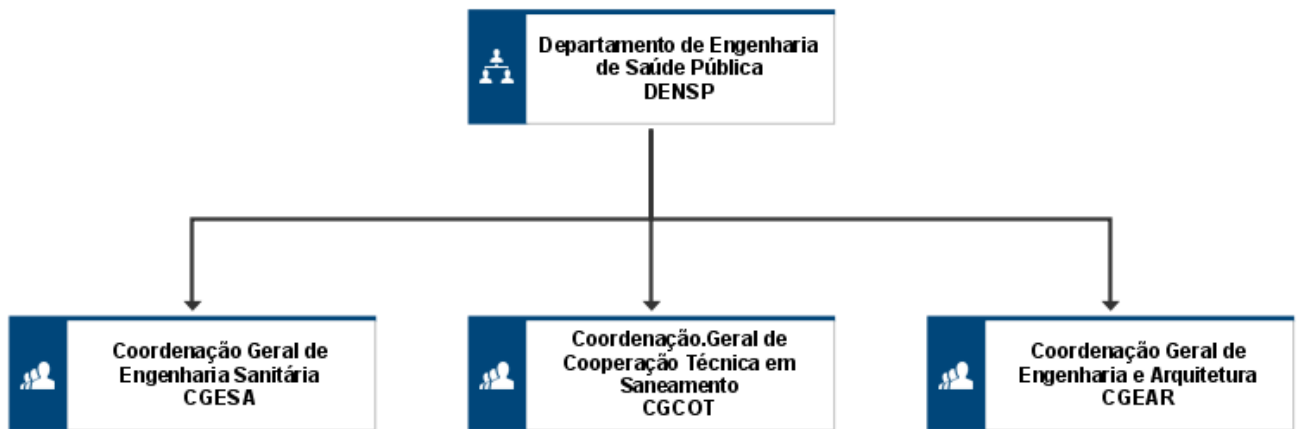 Departamento de Engenharia
de Saúde Pública
DENSP
Coordenação Geral de
Engenharia Sanitária
CGESA
Coordenação.Geral de
Cooperação Técnica em
Saneamento
CGCOT
Coordenação Geral de
Engenharia e Arquitetura
CGEAR